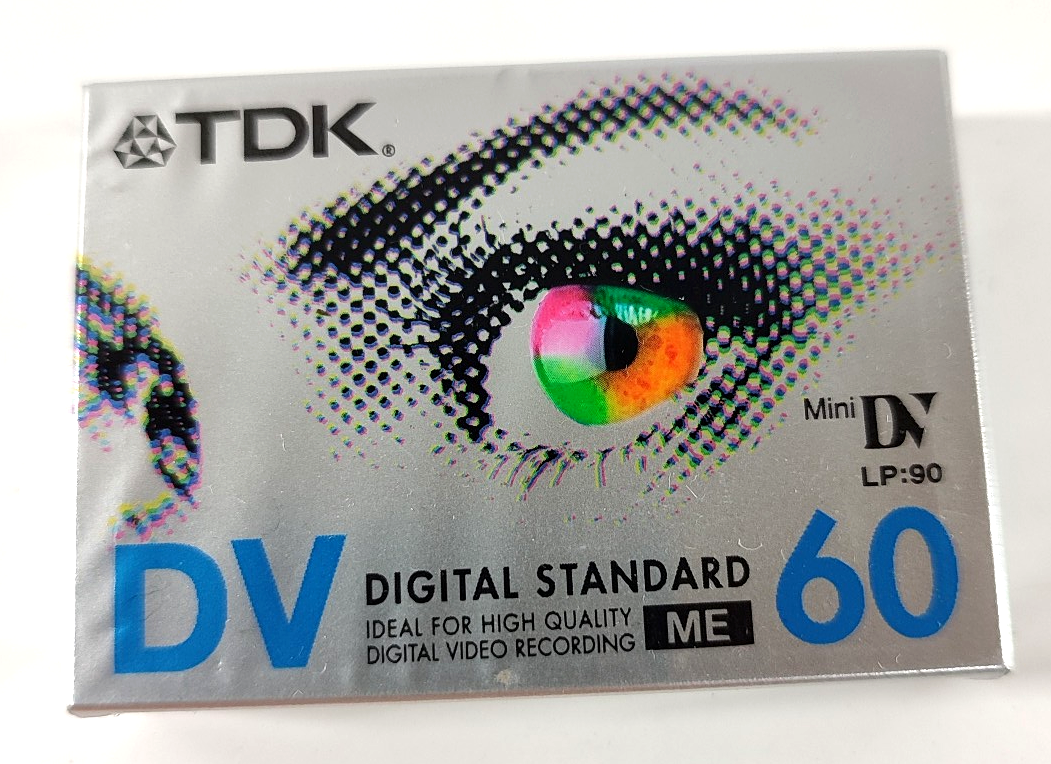 TDK®
Mini DV
LP:90
DV
DIGITAL STANDARD
IDEAL FOR HIGH QUALITY
DIGITAL VIDEO RECORDING
ME
60